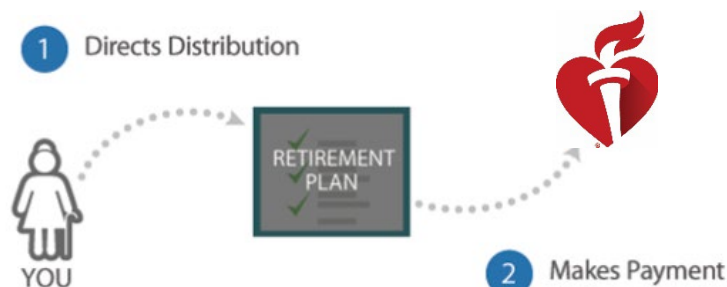 1 Directs Distribution
RETIREMENT
PLAN
®
YOU
2 Makes Payment